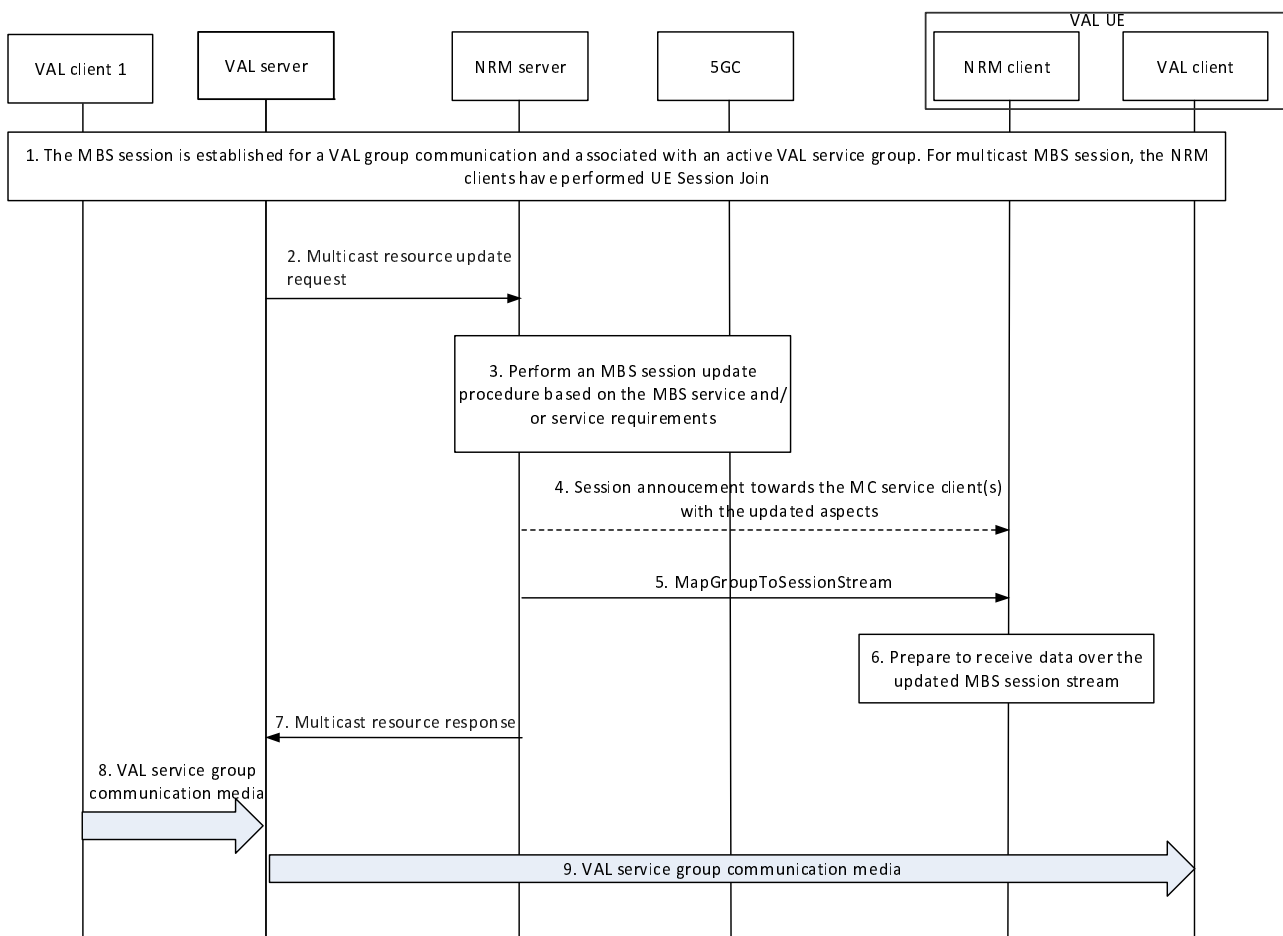 VAL UE
VAL client 1
VAL server
NRM server
5GC
NRM client
VAL client
1. The MBS session is established for a VAL group communication and associated with an active VAL service group. For multicast MBS session, the NRM
clients have performed UE Session Join
2. Multicast resource update
request
3. Perform an MBS session update
procedure based on the MBS service and/
or service requirements
4. Session annoucement towards the MC service client(s)
with the updated aspects
5. MapGroupToSessionStream
6. Prepare to receive data over the
updated MBS session stream
7. Multicast resource response
8. VAL service group
communication media
9. VAL service group communication media